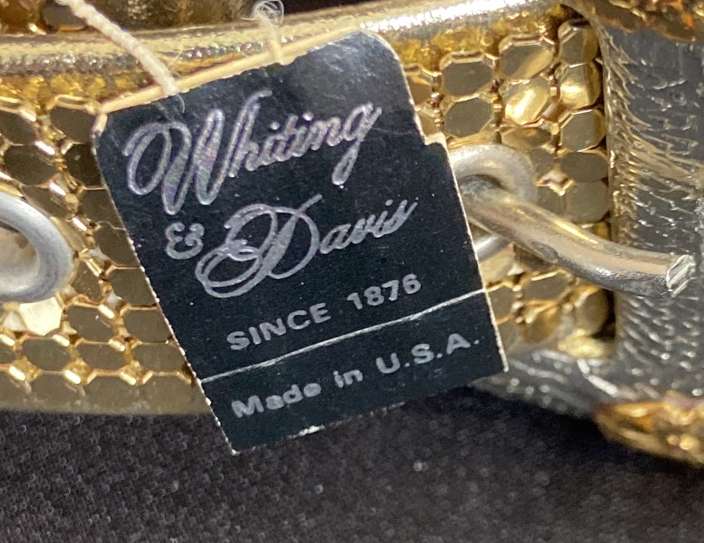 Whiting
& Davis
SINCE 1876
Made in U.S.A.